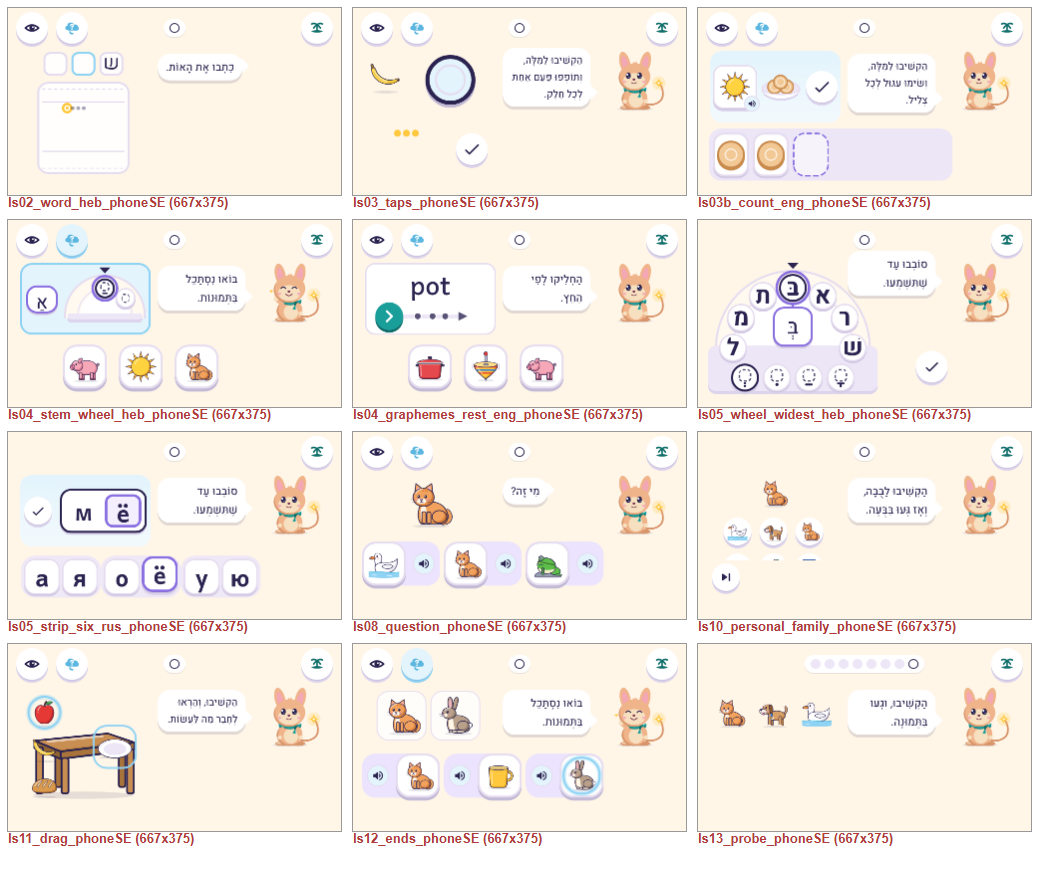 ש
כִּתְבוּ אֶת הָאוֹת.
ls02_word_heb_phoneSE (667x375)
הַקְשִׁיבוּ לַמִּלָּה,
וְתוֹפְפוּ פַּעַם אַחַת
לְכָל חֵלֶק.
ls03_taps_phoneSE (667x375)
הַקְשִׁיבוּ לַמִּלָּה,
וְשִׂימוּ עִגּוּל לְכָל
צְלִיל.
ls03b_count_eng_phoneSE (667x375)
א
בּוֹאוּ נִסְתַּכֵּל
בַּתְּמוּנוֹת.
ls04_stem_wheel_heb_phoneSE (667x375)
pot
הַחְלִיקוּ לְפִי
הַחֵץ.
ls04_graphemes_rest_eng_phoneSE (667x375)
סוֹבְבוּ עַד
שֶׁתִּשְׁמְעוּ.
ל מ ת בּ א ר שׁ
בְּ
ls05_wheel_widest_heb_phoneSE (667x375)
м ё
סוֹבְבוּ עַד
שֶׁתִּשְׁמְעוּ.
а я о ё у ю
ls05_strip_six_rus_phoneSE (667x375)
מִי זֶה?
ls08_question_phoneSE (667x375)
הַקְשִׁיבוּ לַבֻּבָּה,
וְאָז גְּעוּ בַּבֻּעָה.
ls10_personal_family_phoneSE (667x375)
הַקְשִׁיבוּ, וְהַרְאוּ
לֶחָבֵר מַה לַעֲשׂוֹת.
ls11_drag_phoneSE (667x375)
בּוֹאוּ נִסְתַּכֵּל
בַּתְּמוּנוֹת.
ls12_ends_phoneSE (667x375)
הַקְשִׁיבוּ, וּגְעוּ
בַּתְּמוּנָה.
ls13_probe_phoneSE (667x375)